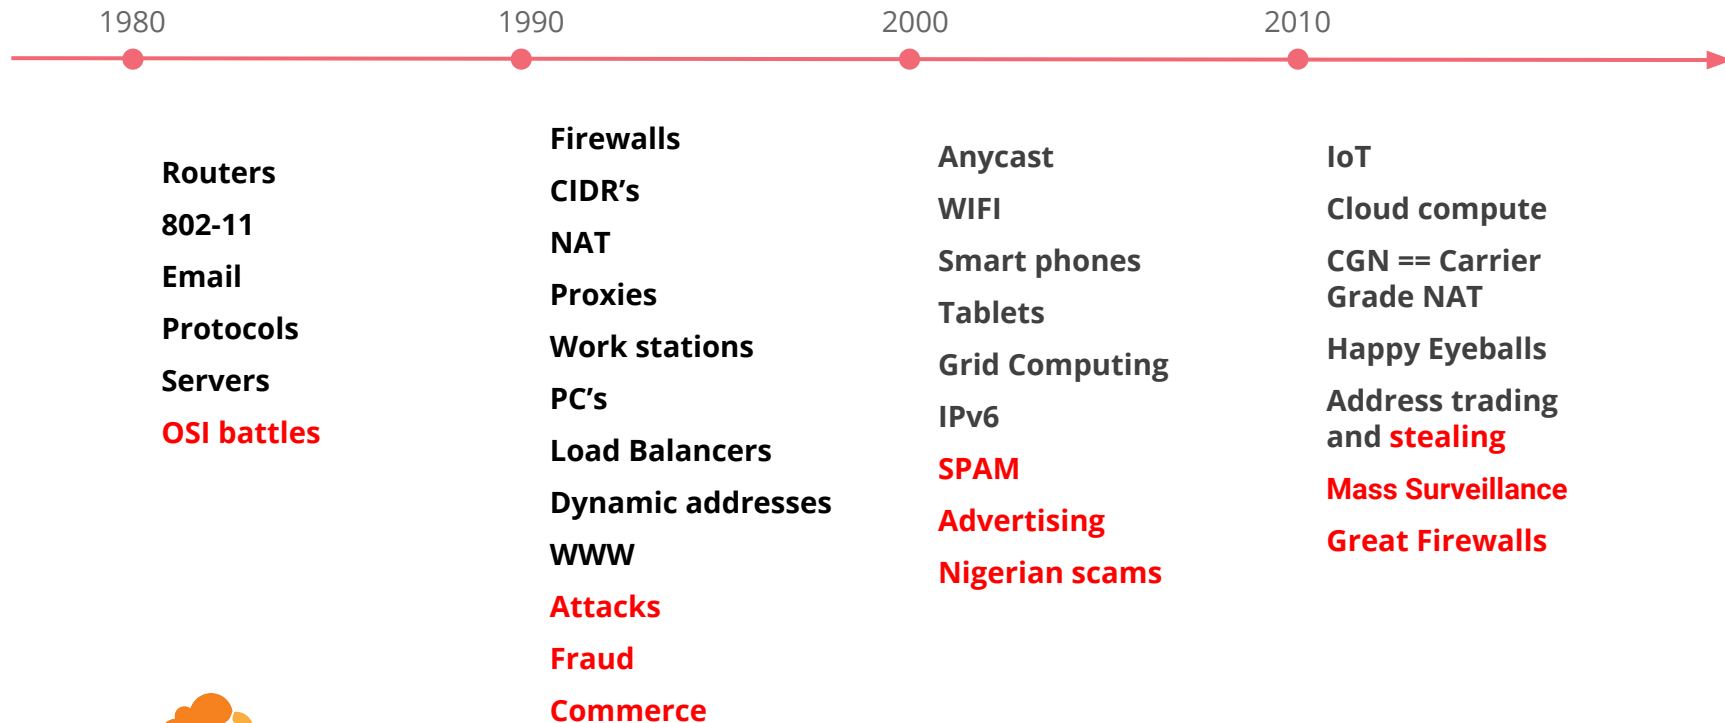 1980
1990
2000
2010
Routers
802-11
Email
Protocols
Servers
OSI battles
Firewalls
CIDR’s
NAT
Proxies
Work stations
PC’s
Load Balancers
Dynamic addresses
WWW
Attacks
Fraud
Commerce
Anycast
WIFI
Smart phones
Tablets
Grid Computing
IPv6
SPAM
Advertising
Nigerian scams
IoT
Cloud compute
CGN == Carrier
Grade NAT
Happy Eyeballs
Address trading
and stealing
Mass Surveillance
Great Firewalls